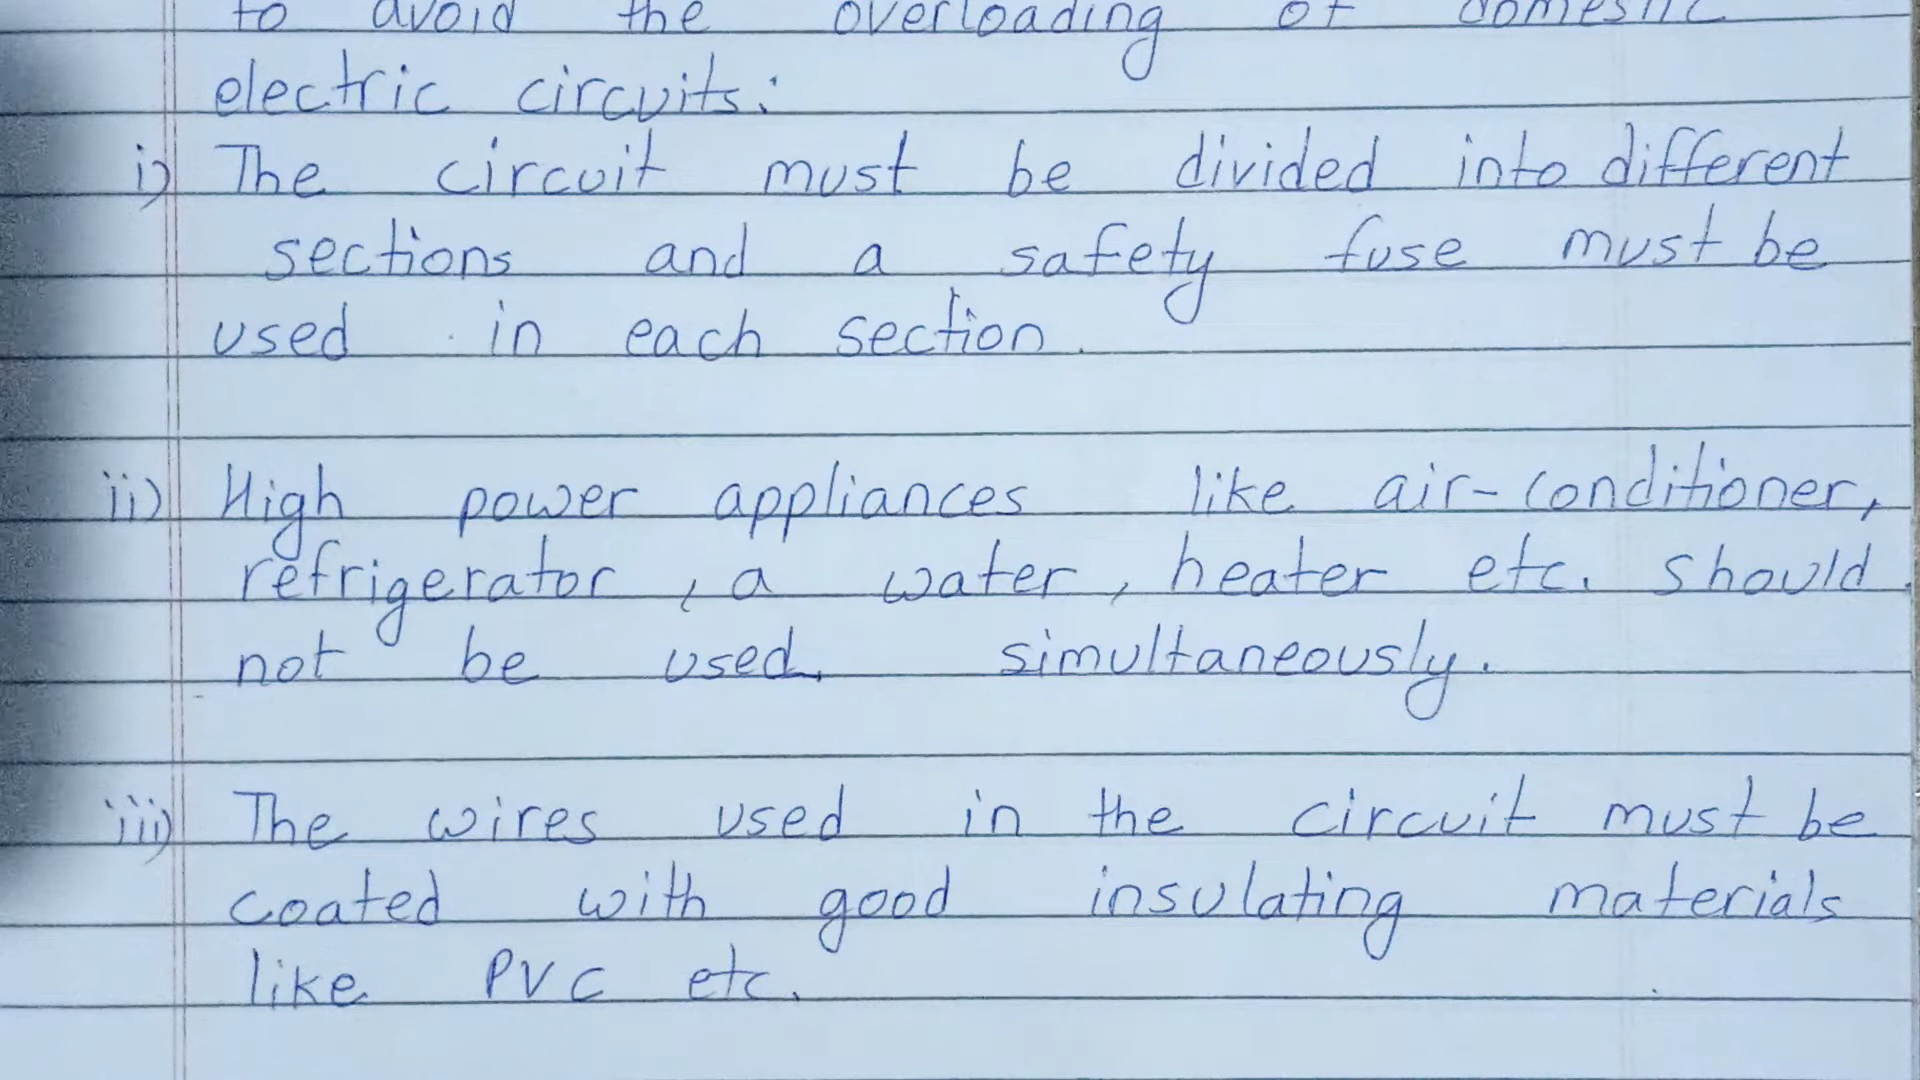 to avoid the overloading of domestic
electric circuits:
i) The circuit must be divided into different
sections and a safety fuse must be
used in each section.
ii) High power appliances like air-conditioner,
refrigerator, a water, heater etc. should
not be used. simultaneously.
iii) The wires used in the circuit must be
coated with good insulating materials
like PVC etc.